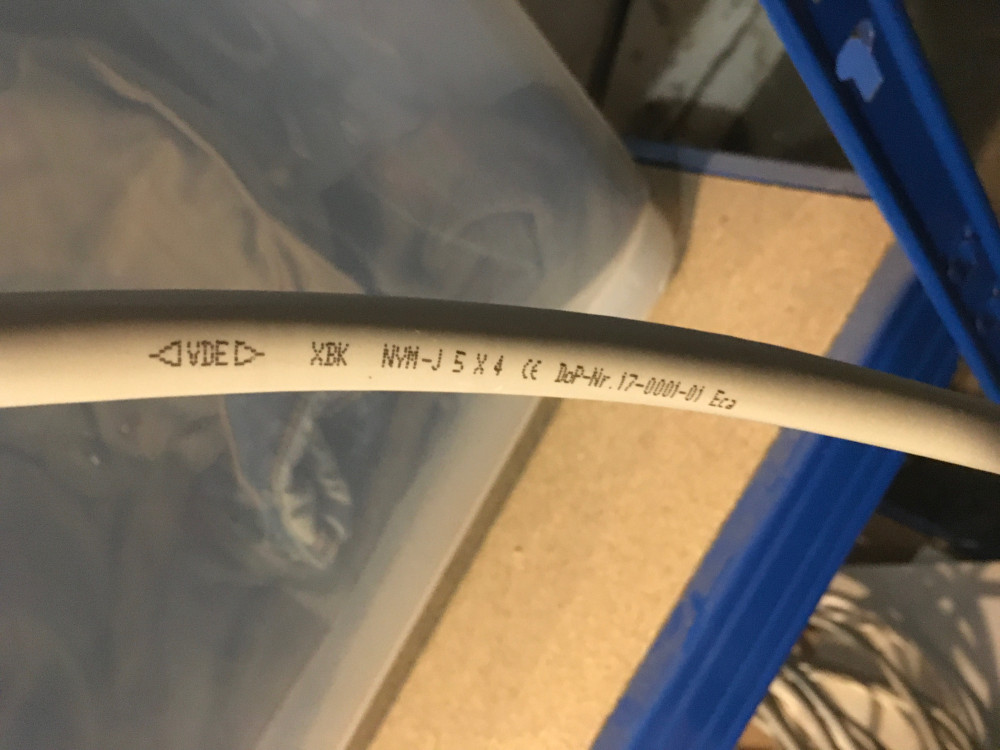 ◁VDE▷ XBK NYM-J 5 X 4 CE DoP-Nr.17-0001-01 Eca